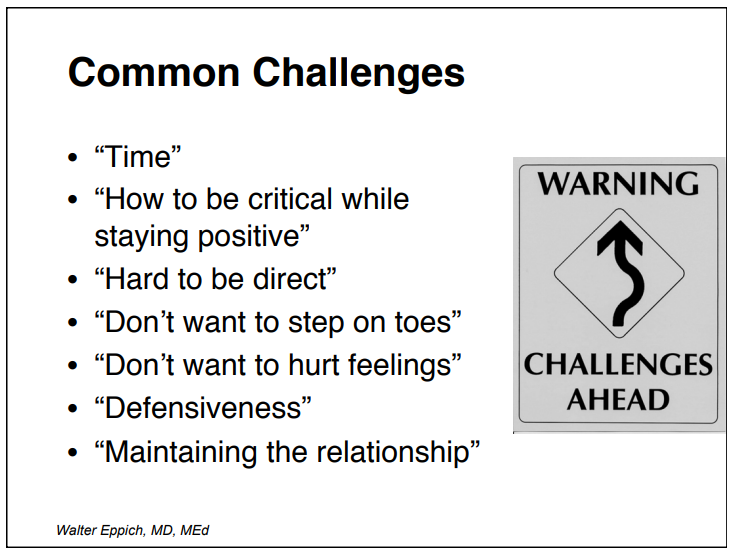 Common Challenges
• “Time”
• “How to be critical while
staying positive”
• “Hard to be direct”
• “Don’t want to step on toes”
• “Don’t want to hurt feelings”
• “Defensiveness”
• “Maintaining the relationship”
WARNING
CHALLENGES
AHEAD
Walter Eppich, MD, MEd